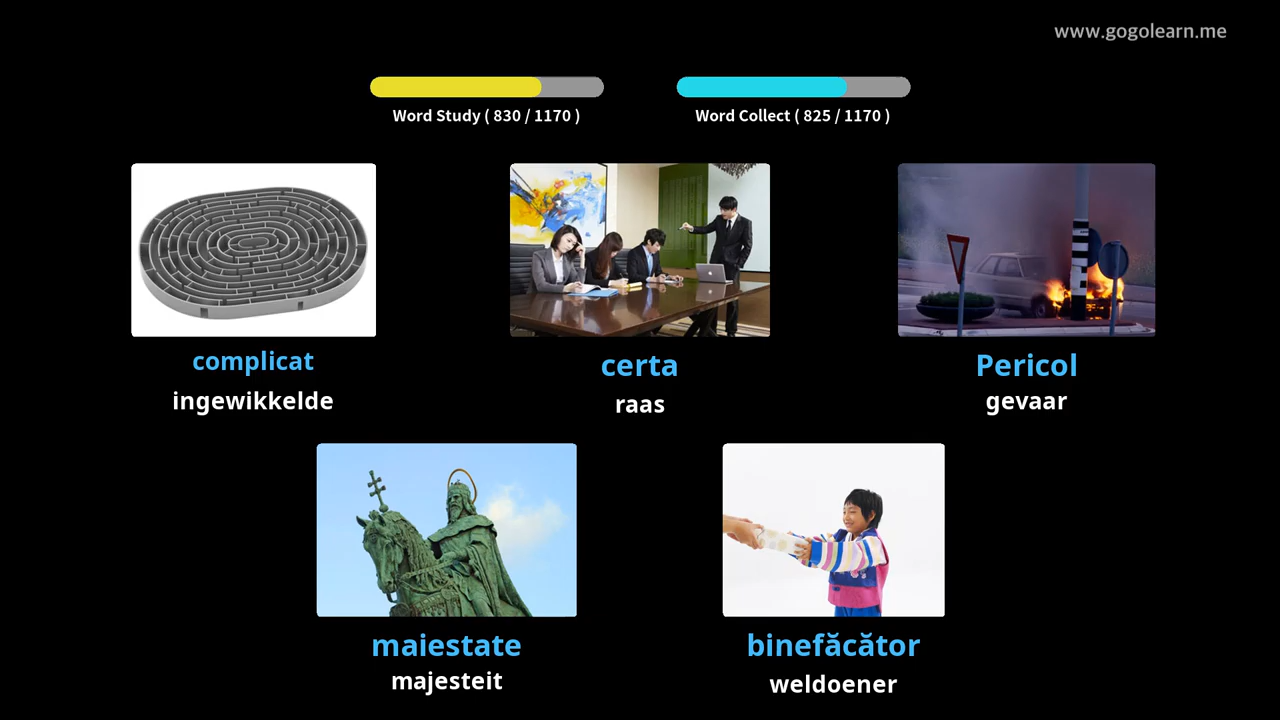 www.gogolearn.me
Word Study ( 830 / 1170 )
Word Collect ( 825 / 1170 )
complicat
ingewikkelde
certa
raas
Pericol
gevaar
maiestate
majesteit
binefăcător
weldoener